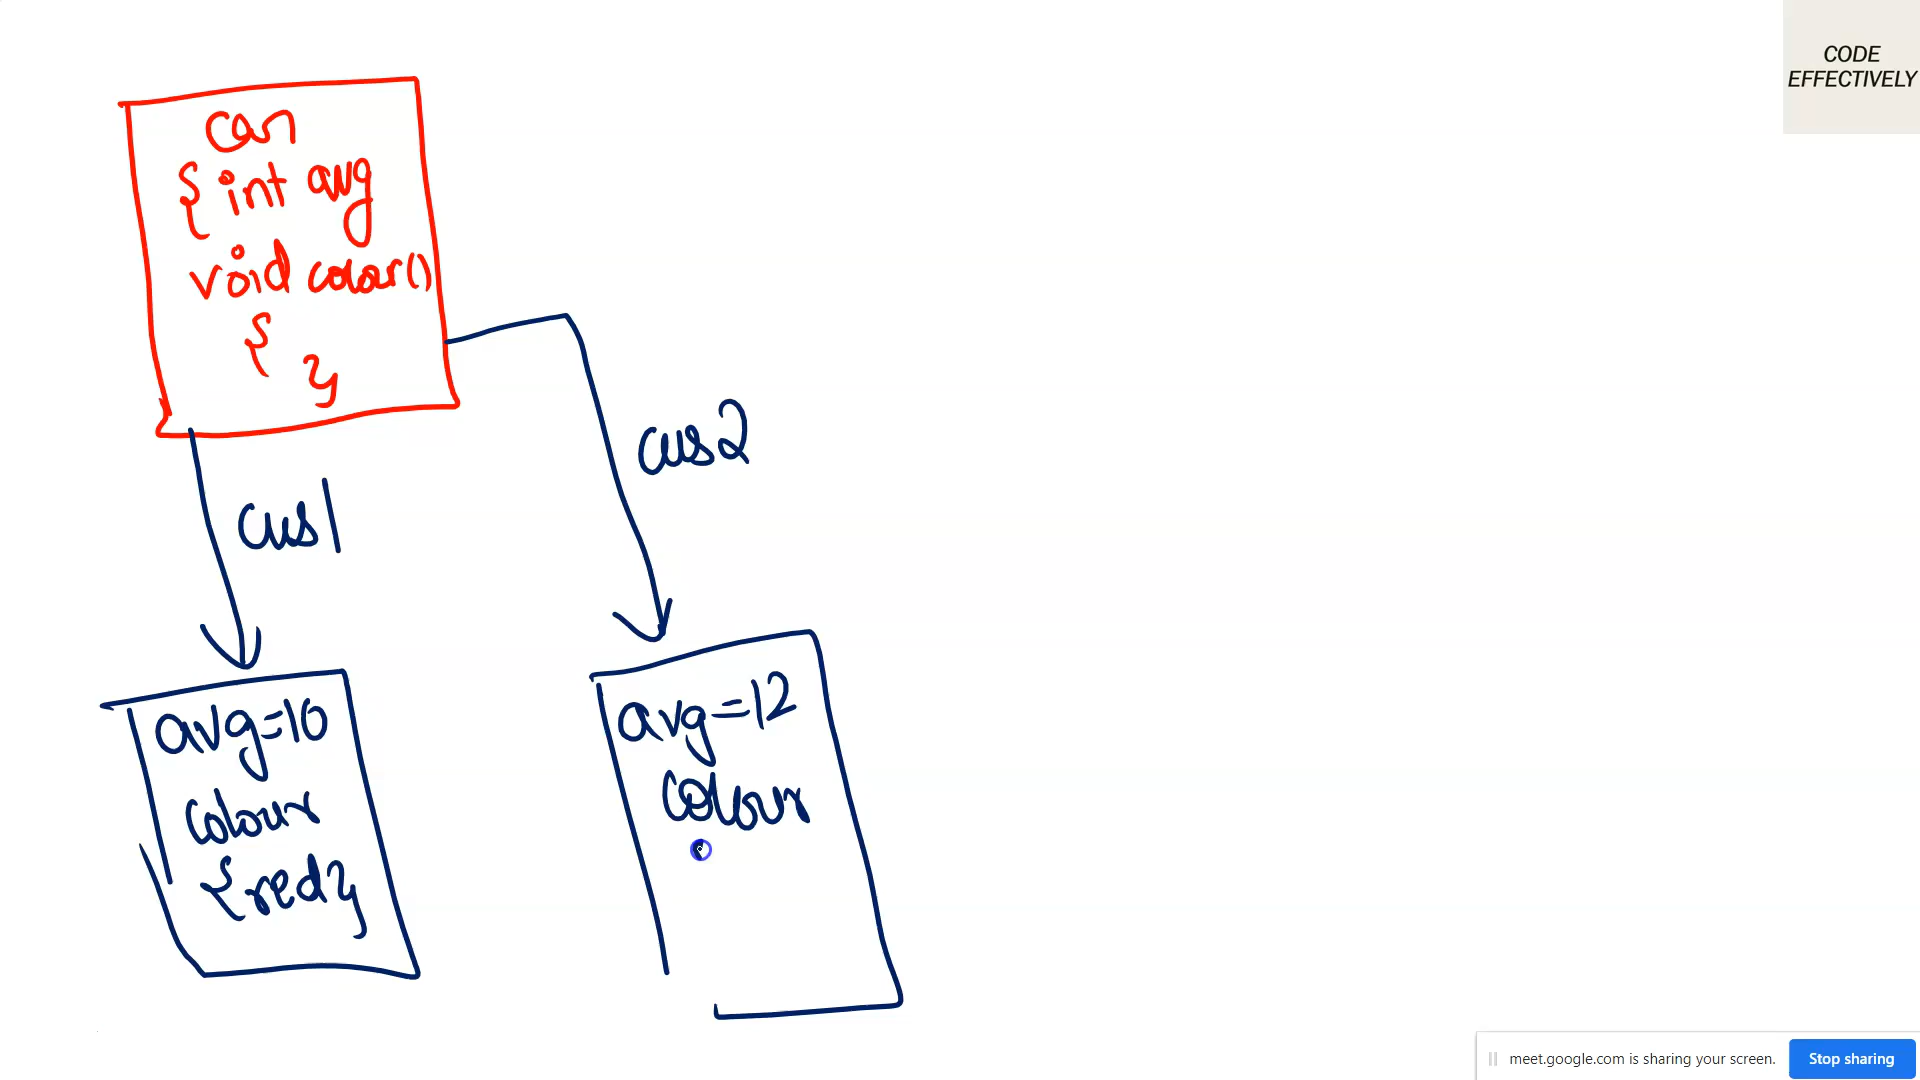 CODE
EFFECTIVELY
car
{ int avg
void colour()
{
}
cus1
cus2
avg=10
colour
{red}
avg=12
colour
meet.google.com is sharing your screen.
Stop sharing